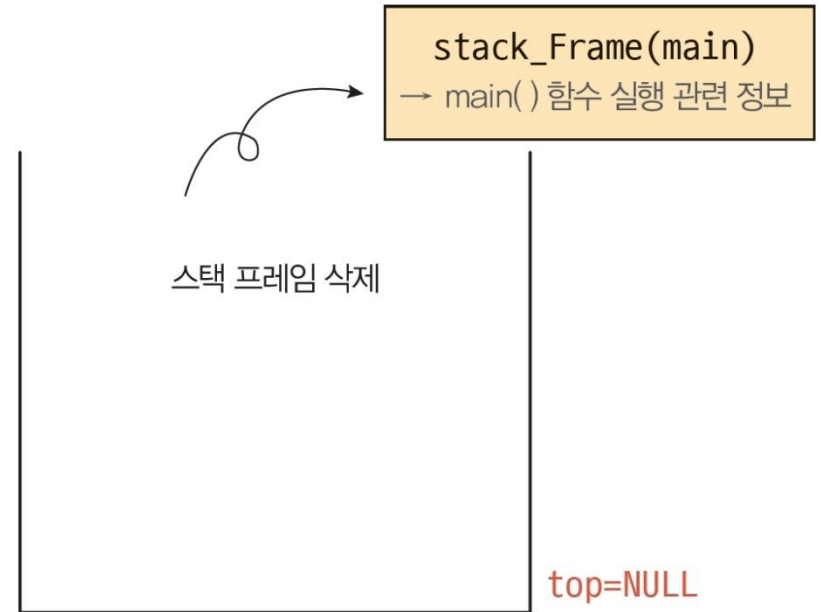 stack_Frame(main)
→ main( ) 함수 실행 관련 정보
스택 프레임 삭제
top=NULL